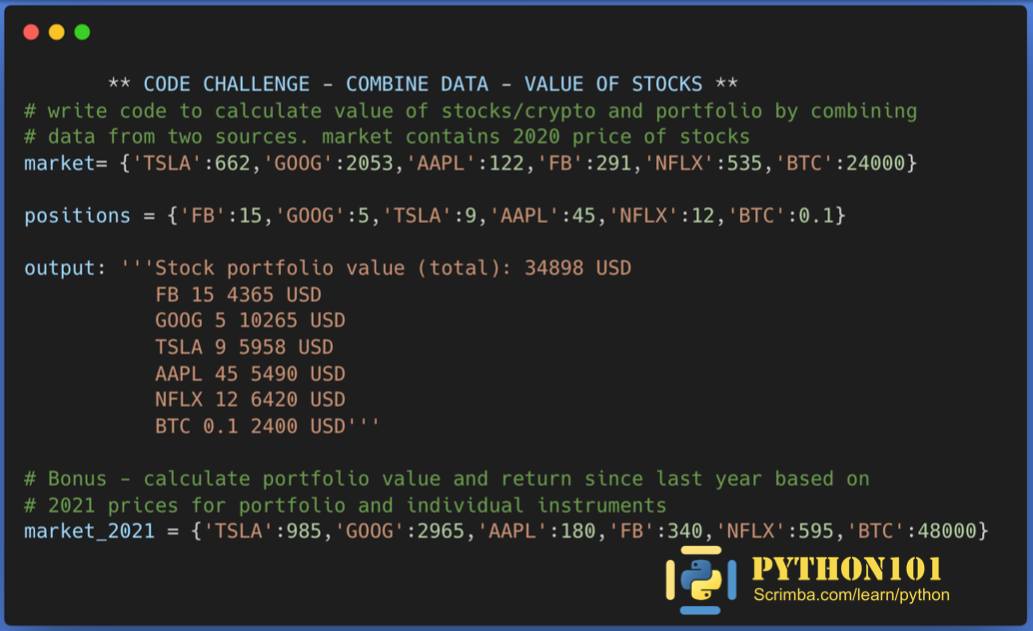 ** CODE CHALLENGE - COMBINE DATA - VALUE OF STOCKS **
# write code to calculate value of stocks/crypto and portfolio by combining
# data from two sources. market contains 2020 price of stocks
market= {'TSLA':662,'GOOG':2053,'AAPL':122,'FB':291,'NFLX':535,'BTC':24000}
positions = {'FB':15,'GOOG':5,'TSLA':9,'AAPL':45,'NFLX':12,'BTC':0.1}
output: '''Stock portfolio value (total): 34898 USD
FB 15 4365 USD
GOOG 5 10265 USD
TSLA 9 5958 USD
AAPL 45 5490 USD
NFLX 12 6420 USD
BTC 0.1 2400 USD'''
# Bonus - calculate portfolio value and return since last year based on
# 2021 prices for portfolio and individual instruments
market_2021 = {'TSLA':985,'GOOG':2965,'AAPL':180,'FB':340,'NFLX':595,'BTC':48000}
PYTHON101
Scrimba.com/learn/python